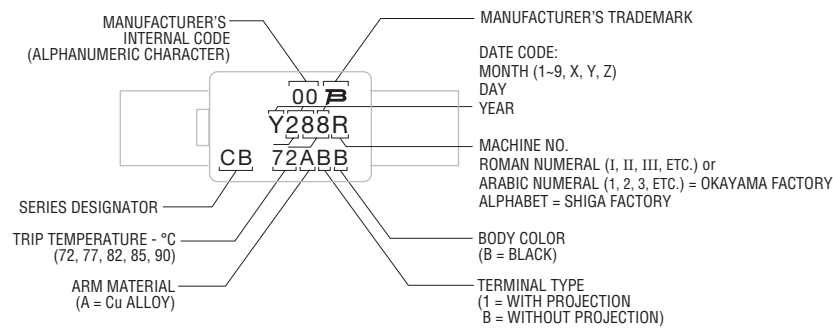 MANUFACTURER'S
INTERNAL CODE
(ALPHANUMERIC CHARACTER)
MANUFACTURER'S TRADEMARK
DATE CODE:
MONTH (1~9, X, Y, Z)
DAY
YEAR
00 B
Y288R
CB 72ABB
MACHINE NO.
ROMAN NUMERAL (I, II, III, ETC.) or
ARABIC NUMERAL (1, 2, 3, ETC.) = OKAYAMA FACTORY
ALPHABET = SHIGA FACTORY
SERIES DESIGNATOR
TRIP TEMPERATURE - °C
(72, 77, 82, 85, 90)
ARM MATERIAL
(A = Cu ALLOY)
BODY COLOR
(B = BLACK)
TERMINAL TYPE
(1 = WITH PROJECTION
B = WITHOUT PROJECTION)